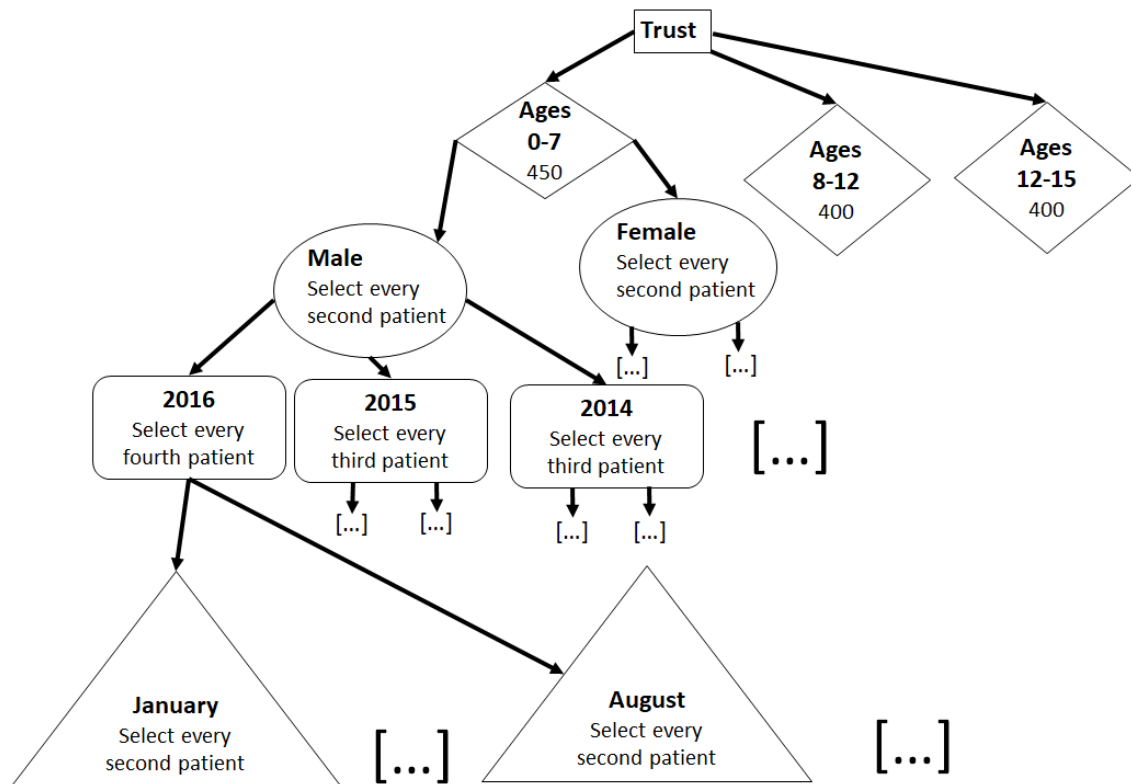 Trust
Ages
0-7
450
Ages
8-12
400
Ages
12-15
400
Male
Select every
second patient
Female
Select every
second patient
[...]
[...]
2016
Select every
fourth patient
2015
Select every
third patient
2014
Select every
third patient
[...]
[...]
[...]
[...]
[...]
January
Select every
second patient
[...]
August
Select every
second patient
[...]